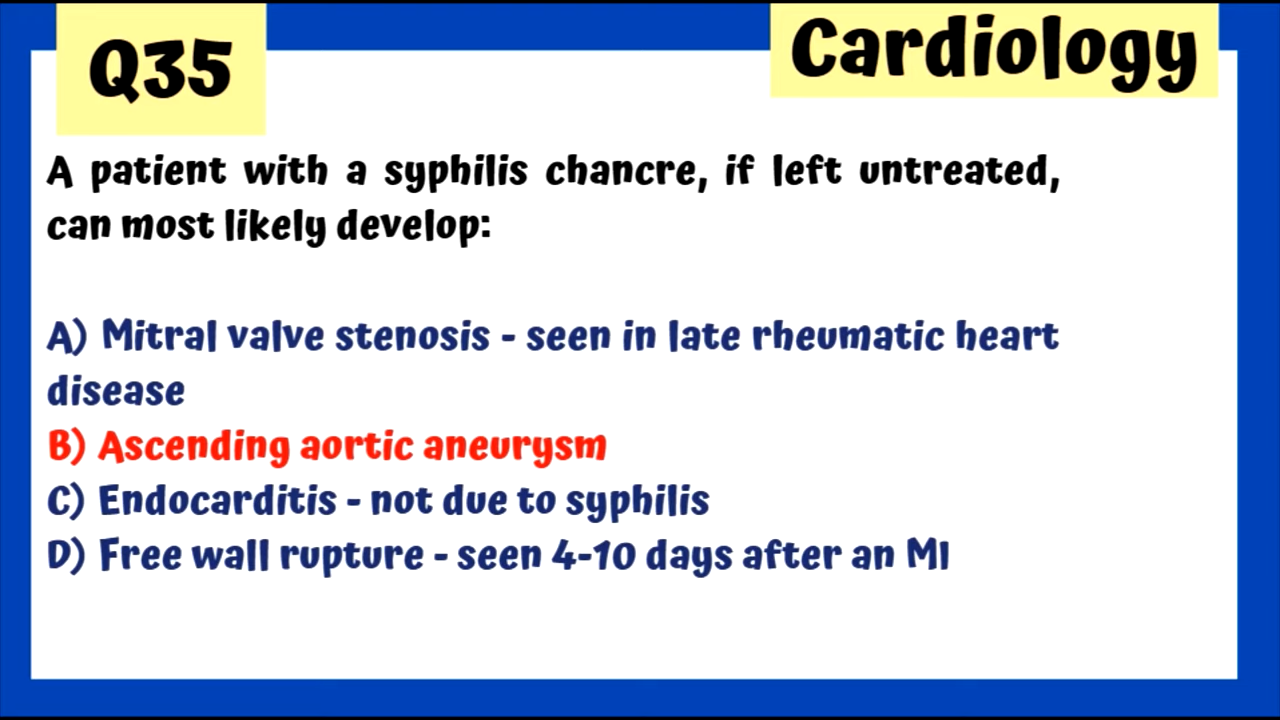 Q35
Cardiology
A patient with a syphilis chancre, if left untreated,
can most likely develop:
A) Mitral valve stenosis - seen in late rheumatic heart
disease
B) Ascending aortic aneurysm
C) Endocarditis - not due to syphilis
D) Free wall rupture - seen 4-10 days after an MI